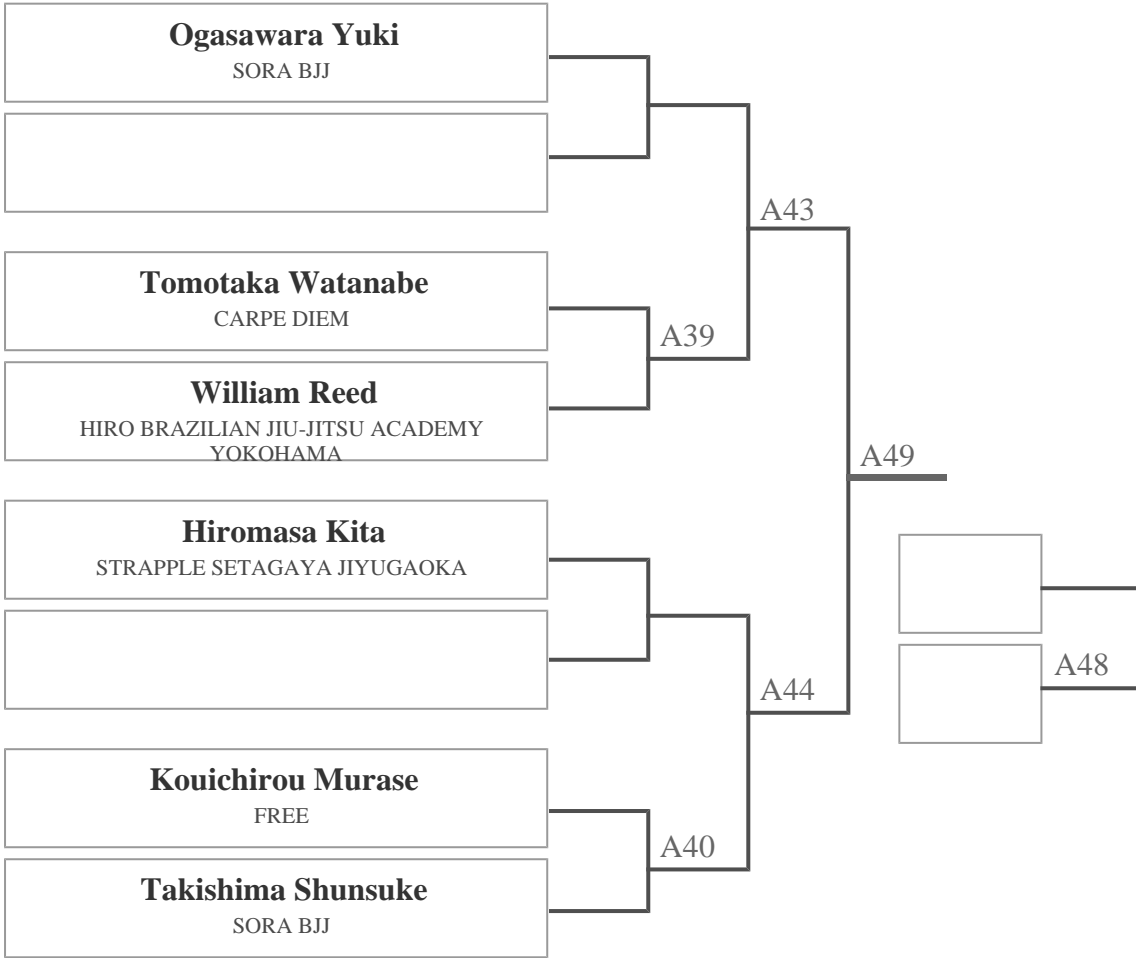 Ogasawara Yuki
SORA BJJ
A43
Tomotaka Watanabe
CARPE DIEM
A39
William Reed
HIRO BRAZILIAN JIU-JITSU ACADEMY
YOKOHAMA
A49
Hiromasa Kita
STRAPPLE SETAGAYA JIYUGAOKA
A44
A48
Kouichirou Murase
FREE
A40
Takishima Shunsuke
SORA BJJ